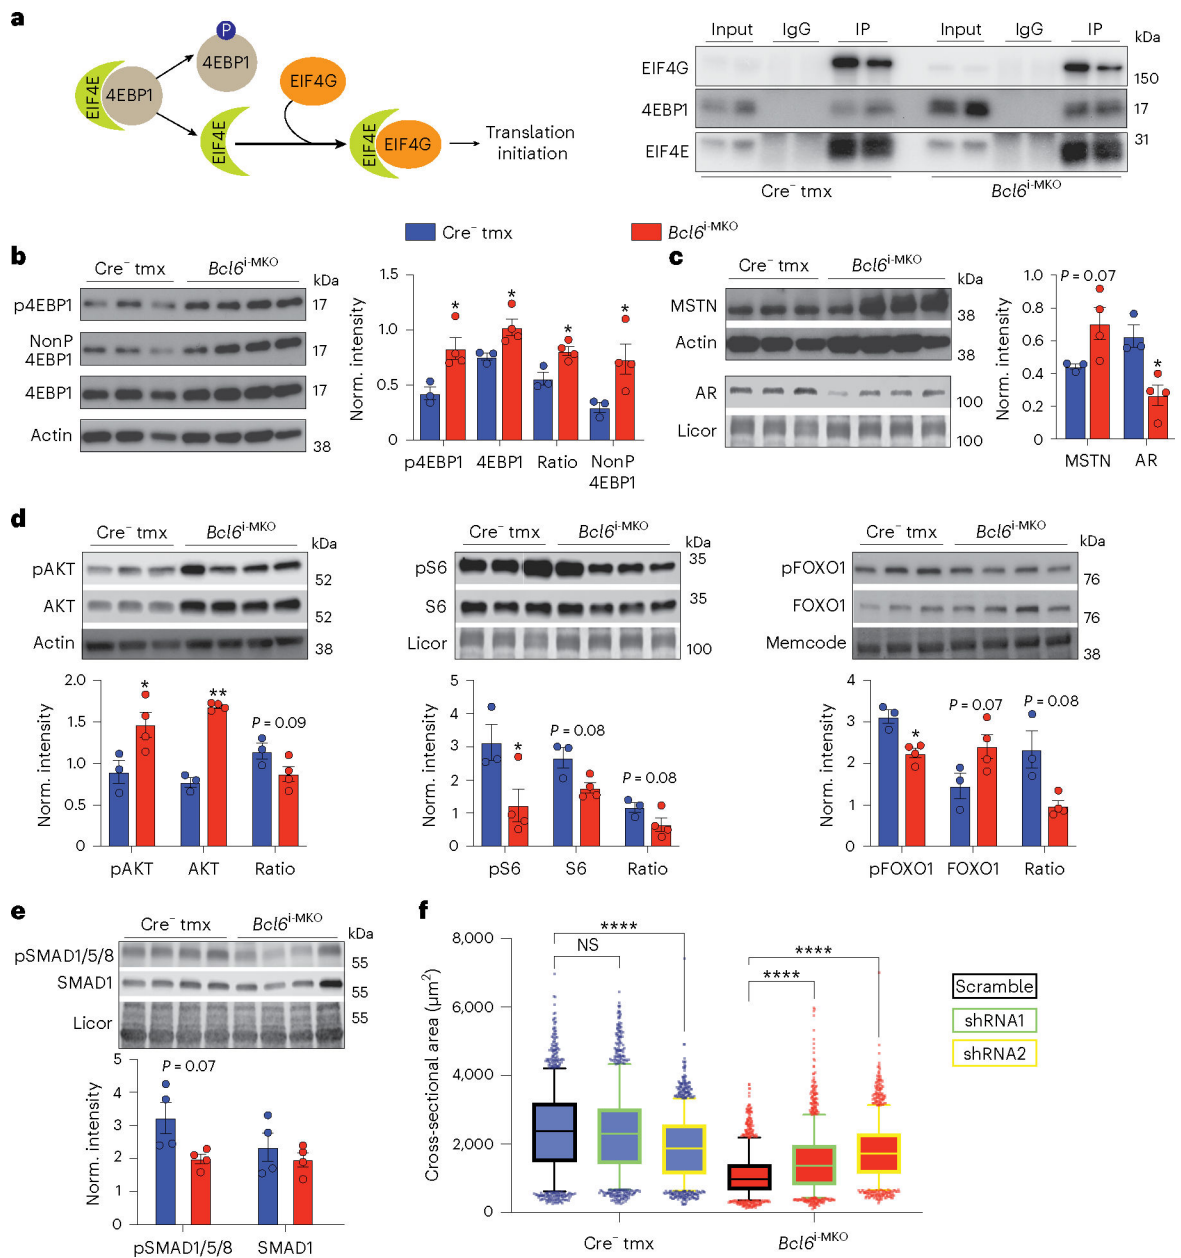 a
P
4EBP1
EIF4E
4EBP1
EIF4G
EIF4E
EIF4E
EIF4G
Translation
initiation
Input IgG IP Input IgG IP kDa
EIF4G 150
4EBP1 17
EIF4E 31
Cre⁻ tmx Bcl6^i-MKO
Cre⁻ tmx Bcl6^i-MKO
b
Cre⁻ tmx Bcl6^i-MKO kDa
p4EBP1 17
NonP
4EBP1 17
4EBP1 17
Actin 38
Norm. intensity
1.5
1.0
0.5
0
* * * *
p4EBP1 4EBP1 Ratio NonP
4EBP1
c
Cre⁻ tmx Bcl6^i-MKO kDa
MSTN 38
Actin 38
AR 100
Licor 100
Norm. intensity
1.0
0.8
0.6
0.4
0.2
0
P = 0.07
*
MSTN AR
d
Cre⁻ tmx Bcl6^i-MKO kDa
pAKT 52
AKT 52
Actin 38
Norm. intensity
2.0
1.5
1.0
0.5
0
* ** P = 0.09
pAKT AKT Ratio
Cre⁻ tmx Bcl6^i-MKO kDa
pS6 35
S6 35
Licor 100
Norm. intensity
5
4
3
2
1
0
* P = 0.08 P = 0.08
pS6 S6 Ratio
Cre⁻ tmx Bcl6^i-MKO kDa
pFOXO1 76
FOXO1 76
Memcode 38
Norm. intensity
4
3
2
1
0
* P = 0.07 P = 0.08
pFOXO1 FOXO1 Ratio
e
Cre⁻ tmx Bcl6^i-MKO kDa
pSMAD1/5/8 55
SMAD1 55
Licor 55
Norm. intensity
5
4
3
2
1
0
P = 0.07
pSMAD1/5/8 SMAD1
f
Cross-sectional area (µm²)
8,000
6,000
4,000
2,000
0
****
NS
****
****
Cre⁻ tmx Bcl6^i-MKO
Scramble
shRNA1
shRNA2